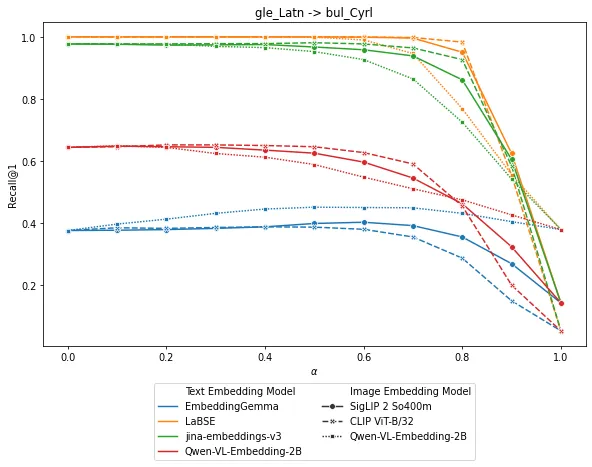 gle_Latn -> bul_Cyrl
Recall@1
1.0
0.8
0.6
0.4
0.2
0.0 0.2 0.4 0.6 0.8 1.0
α
Text Embedding Model
EmbeddingGemma
LaBSE
jina-embeddings-v3
Qwen-VL-Embedding-2B
Image Embedding Model
SigLIP 2 So400m
CLIP ViT-B/32
Qwen-VL-Embedding-2B